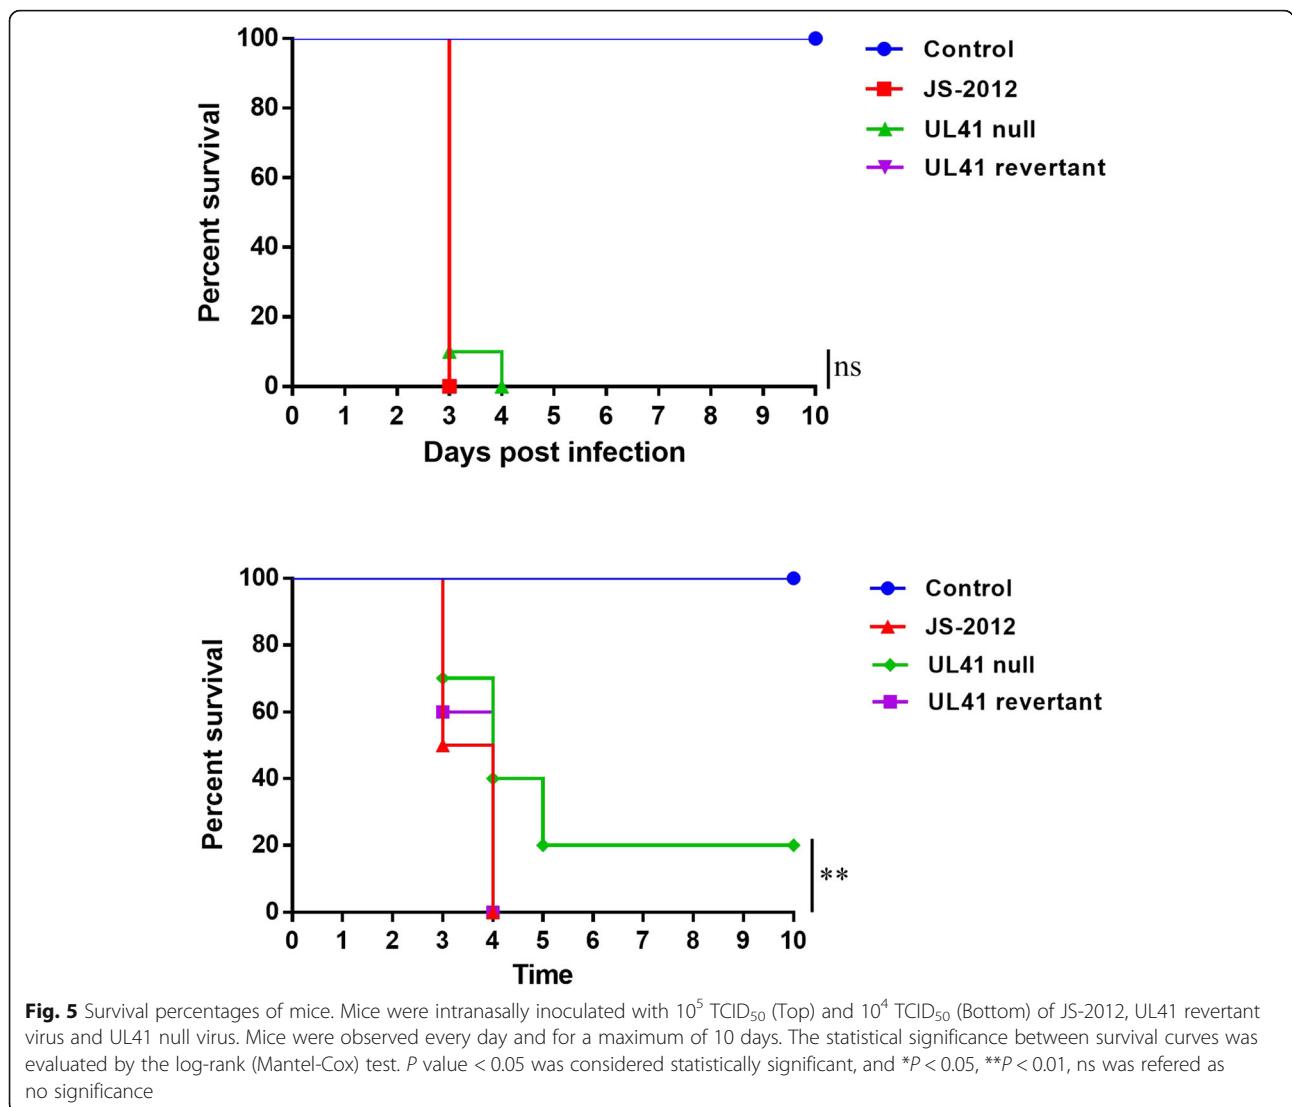 100
80
60
40
20
0
Percent survival
0 1 2 3 4 5 6 7 8 9 10
Days post infection
Control
JS-2012
UL41 null
UL41 revertant
ns
100
80
60
40
20
0
Percent survival
0 1 2 3 4 5 6 7 8 9 10
Time
Control
JS-2012
UL41 null
UL41 revertant
**
Fig. 5 Survival percentages of mice. Mice were intranasally inoculated with 10⁵ TCID₅₀ (Top) and 10⁴ TCID₅₀ (Bottom) of JS-2012, UL41 revertant
virus and UL41 null virus. Mice were observed every day and for a maximum of 10 days. The statistical significance between survival curves was
evaluated by the log-rank (Mantel-Cox) test. P value < 0.05 was considered statistically significant, and *P < 0.05, **P < 0.01, ns was refered as
no significance